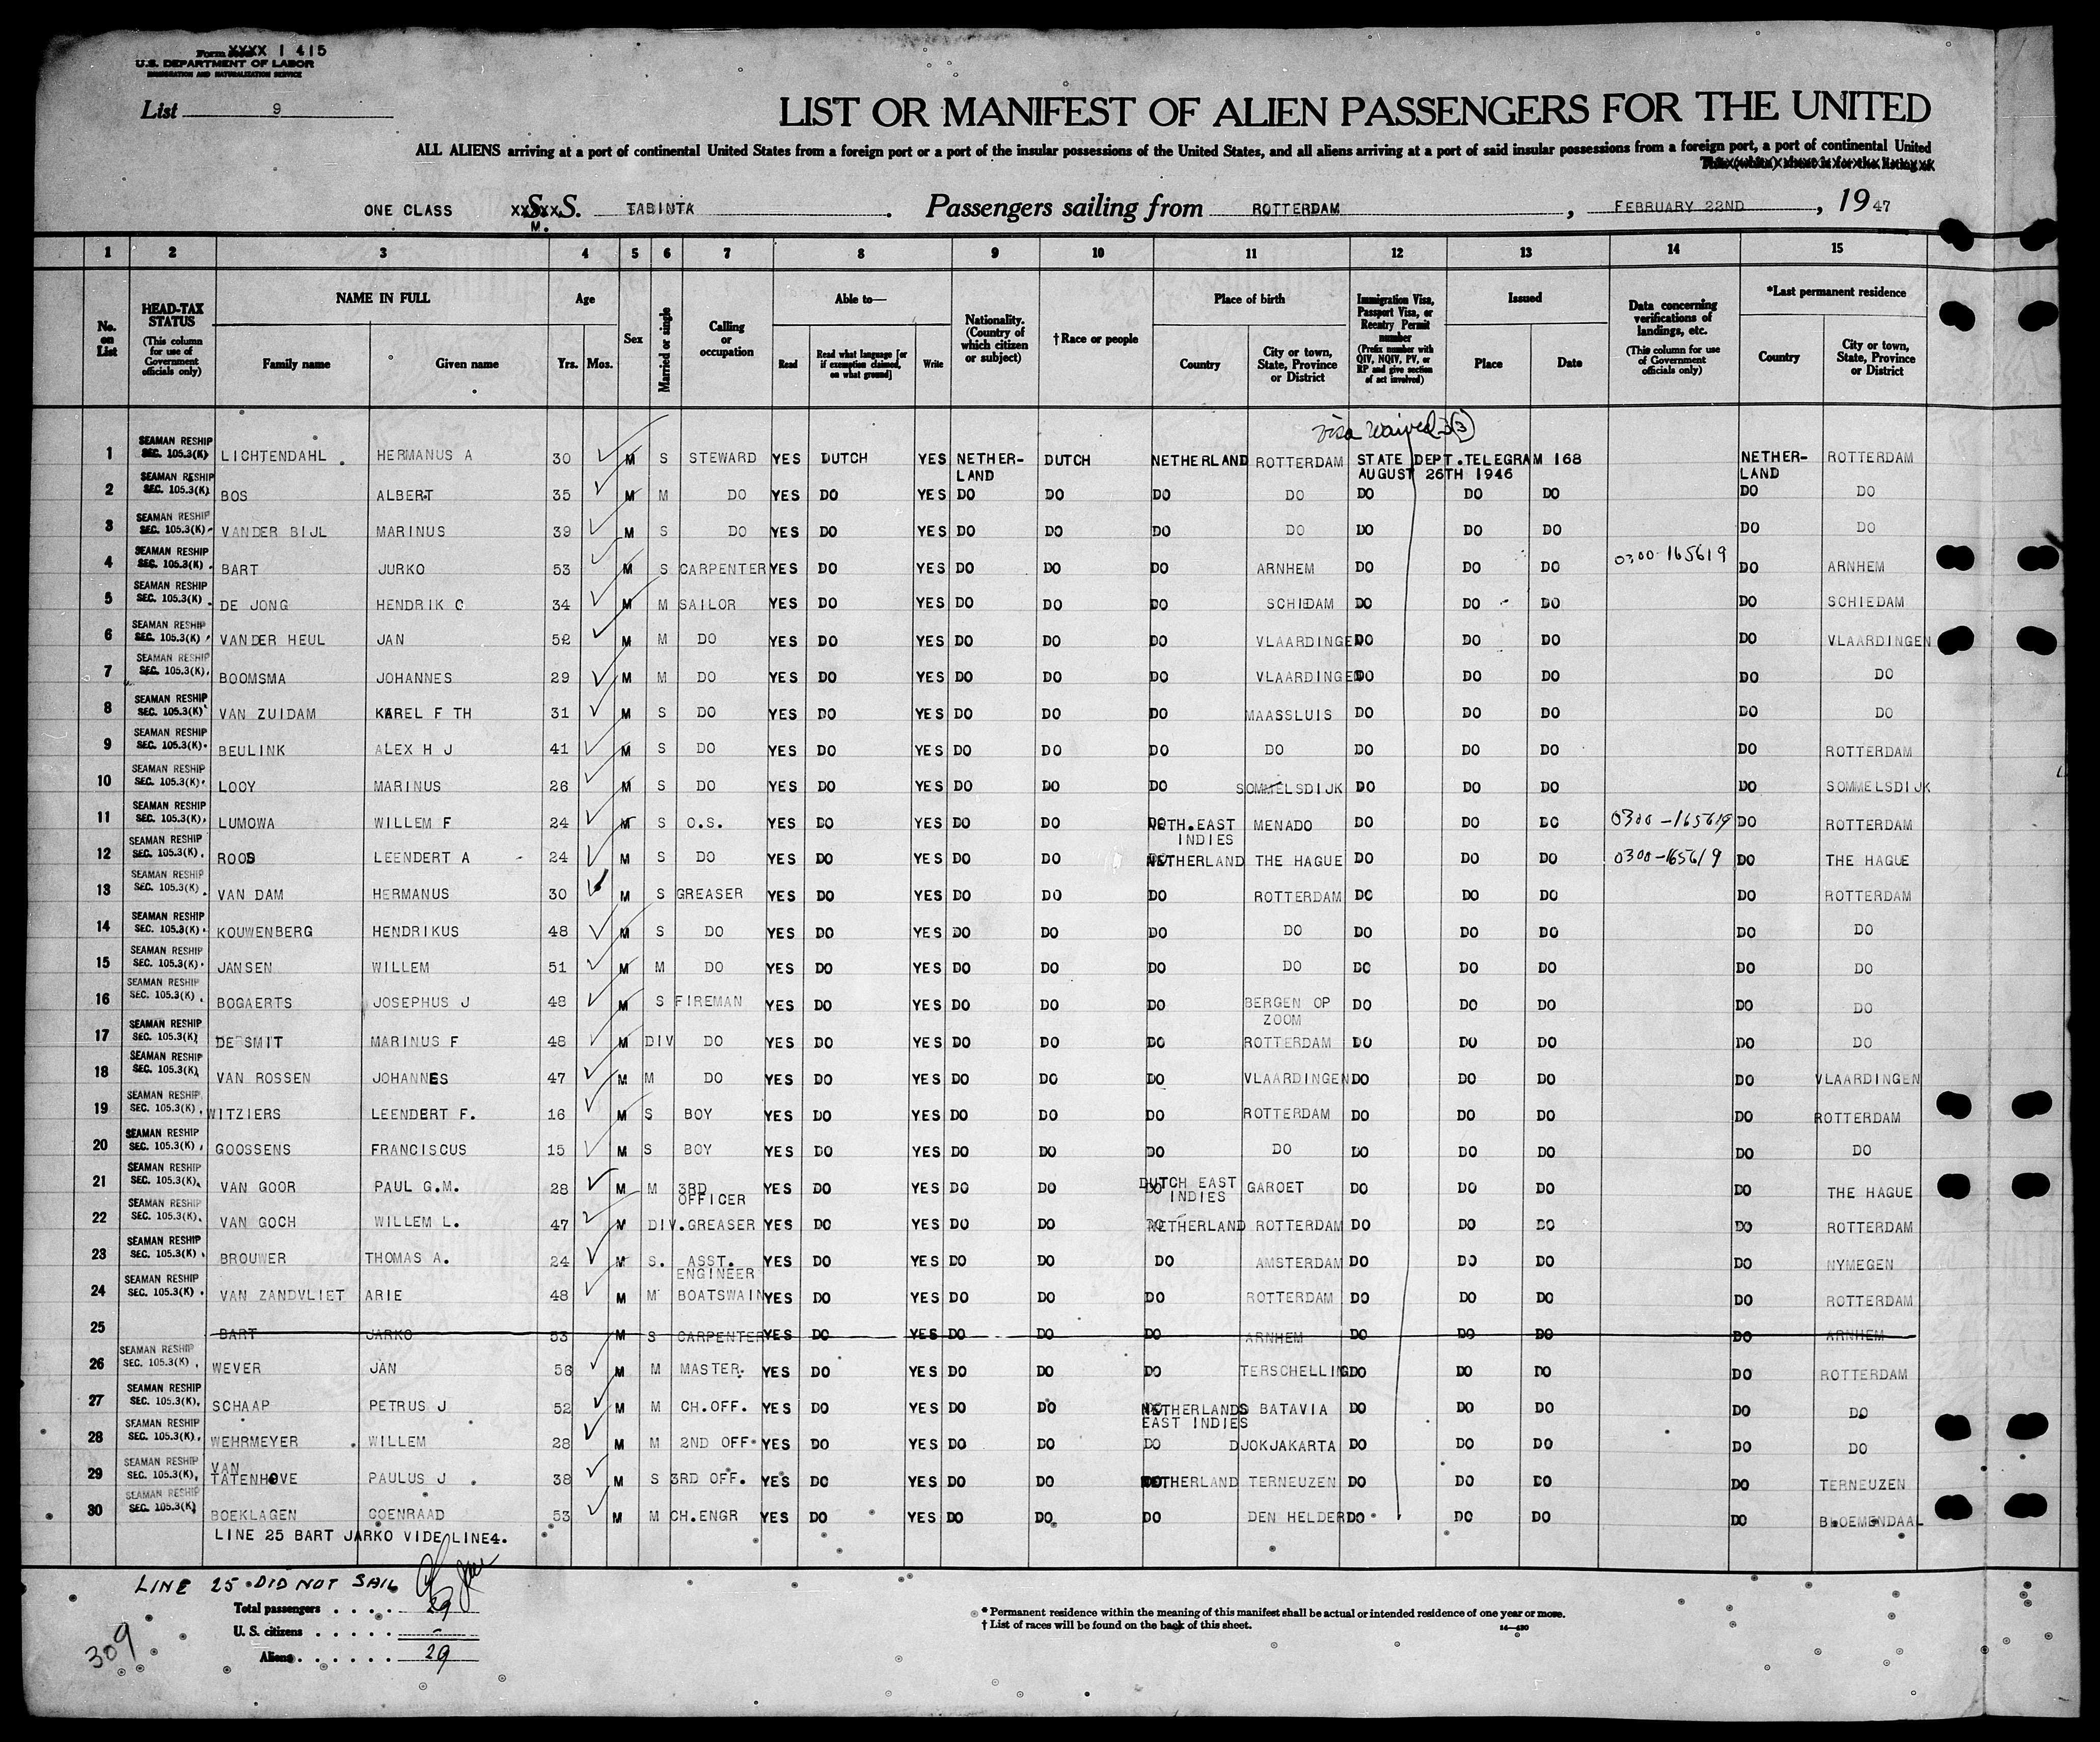 Form XXXX I 415
U.S. DEPARTMENT OF LABOR
IMMIGRATION AND NATURALIZATION SERVICE
List 9
LIST OR MANIFEST OF ALIEN PASSENGERS FOR THE UNITED
ALL ALIENS arriving at a port of continental United States from a foreign port or a port of the insular possessions of the United States, and all aliens arriving at a port of said insular possessions from a foreign port, a port of continental United
ONE CLASS XXXXX S. S. TABINTA . Passengers sailing from ROTTERDAM , FEBRUARY 22ND , 19 47
M.
1 2 3 4 5 6 7 8 9 10 11 12 13 14 15
No. on List
HEAD-TAX STATUS (This column for use of Government officials only)
NAME IN FULL Family name Given name
Age Yrs. Mos.
Sex
Married or single
Calling or occupation
Able to— Read Read what language [or if exemption claimed, on what ground] Write
Nationality. (Country of which citizen or subject)
† Race or people
Place of birth Country City or town, State, Province or District
Immigration Visa, Passport Visa, or Reentry Permit number (Prefix number with QIV, NQIV, PV, or RP and give section of act involved)
Issued Place Date
Data concerning verifications of landings, etc. (This column for use of Government officials only)
*Last permanent residence Country City or town, State, Province or District
Visa Waived 3(3)
1 SEAMAN RESHIP SEC. 105.3(K) LICHTENDAHL . HERMANUS A 30 M S STEWARD YES DUTCH YES NETHER-LAND DUTCH NETHERLAND ROTTERDAM STATE DEPT.TELEGRAM 168 AUGUST 26TH 1946 NETHER-LAND ROTTERDAM
2 SEAMAN RESHIP SEC. 105.3(K) BOS ALBERT 35 M M DO YES DO YES DO DO DO DO DO DO DO DO DO
3 SEAMAN RESHIP SEC. 105.3(K) VANDER BIJL MARINUS 39 M S DO YES DO YES DO DO DO DO DO DO DO DO DO
4 SEAMAN RESHIP SEC. 105.3(K) BART JURKO 53 M S CARPENTER YES DO YES DO DO DO ARNHEM DO DO DO 0300-165619 DO ARNHEM
5 SEAMAN RESHIP SEC. 105.3(K) DE JONG HENDRIK 34 M M SAILOR YES DO YES DO DO DO SCHIEDAM DO DO DO DO SCHIEDAM
6 SEAMAN RESHIP SEC. 105.3(K) VANDER HEUL JAN 52 M M DO YES DO YES DO DO DO VLAARDINGEN DO DO DO DO VLAARDINGEN
7 SEAMAN RESHIP SEC. 105.3(K) BOOMSMA JOHANNES 29 M M DO YES DO YES DO DO DO VLAARDINGEN DO DO DO DO DO
8 SEAMAN RESHIP SEC. 105.3(K) VAN ZUIDAM KAREL F TH 31 M S DO YES DO YES DO DO DO MAASSLUIS DO DO DO DO DO
9 SEAMAN RESHIP SEC. 105.3(K) BEULINK ALEX H J 41 M S DO YES DO YES DO DO DO DO DO DO DO DO ROTTERDAM
10 SEAMAN RESHIP SEC. 105.3(K) LOOY MARINUS 26 M S DO YES DO YES DO DO DO SOMMELSDIJK DO DO DO DO SOMMELSDIJK
11 SEAMAN RESHIP SEC. 105.3(K) LUMOWA WILLEM F 24 M S O.S. YES DO YES DO DO NETH.EAST INDIES MENADO DO DO DO 0300-165619 DO ROTTERDAM
12 SEAMAN RESHIP SEC. 105.3(K) ROOS LEENDERT A 24 M S DO YES DO YES DO DO NETHERLAND THE HAGUE DO DO DO 0300-165619 DO THE HAGUE
13 SEAMAN RESHIP SEC. 105.3(K) VAN DAM HERMANUS 30 M S GREASER YES DO YES DO DO DO ROTTERDAM DO DO DO DO ROTTERDAM
14 SEAMAN RESHIP SEC. 105.3(K) KOUWENBERG HENDRIKUS 48 M S DO YES DO YES DO DO DO DO DO DO DO DO DO
15 SEAMAN RESHIP SEC. 105.3(K) JANSEN WILLEM 51 M M DO YES DO YES DO DO DO DO DO DO DO DO DO
16 SEAMAN RESHIP SEC. 105.3(K) BOGAERTS JOSEPHUS J 48 M S FIREMAN YES DO YES DO DO DO BERGEN OP ZOOM DO DO DO DO DO
17 SEAMAN RESHIP SEC. 105.3(K) DE SMIT MARINUS F 48 M DIV DO YES DO YES DO DO DO ROTTERDAM DO DO DO DO DO
18 SEAMAN RESHIP SEC. 105.3(K) VAN ROSSEN JOHANNES 47 M M DO YES DO YES DO DO DO VLAARDINGEN DO DO DO DO VLAARDINGEN
19 SEAMAN RESHIP SEC. 105.3(K) WITZIERS LEENDERT F. 16 M S BOY YES DO YES DO DO DO ROTTERDAM DO DO DO DO ROTTERDAM
20 SEAMAN RESHIP SEC. 105.3(K) GOOSSENS FRANCISCUS 15 M S BOY YES DO YES DO DO DO DO DO DO DO DO DO
21 SEAMAN RESHIP SEC. 105.3(K) VAN GOOR PAUL G.M. 28 M M 3RD OFFICER YES DO YES DO DO DUTCH EAST INDIES GAROET DO DO DO DO THE HAGUE
22 SEAMAN RESHIP SEC. 105.3(K) VAN GOCH WILLEM L. 47 M DIV. GREASER YES DO YES DO DO NETHERLAND ROTTERDAM DO DO DO DO ROTTERDAM
23 SEAMAN RESHIP SEC. 105.3(K) BROUWER THOMAS A. 24 M S. ASST. ENGINEER YES DO YES DO DO DO AMSTERDAM DO DO DO DO NYMEGEN
24 SEAMAN RESHIP SEC. 105.3(K) VAN ZANDVLIET ARIE 48 M M BOATSWAIN YES DO YES DO DO DO ROTTERDAM DO DO DO DO ROTTERDAM
25 BART JARKO 53 M S CARPENTER YES DO YES DO DO DO ARNHEM DO DO DO DO ARNHEM
26 SEAMAN RESHIP SEC. 105.3(K) WEVER JAN 56 M M MASTER. YES DO YES DO DO DO TERSCHELLING DO DO DO DO ROTTERDAM
27 SEAMAN RESHIP SEC. 105.3(K) SCHAAP PETRUS J 52 M M CH.OFF. YES DO YES DO DO NETHERLANDS EAST INDIES BATAVIA DO DO DO DO DO
28 SEAMAN RESHIP SEC. 105.3(K) WEHRMEYER WILLEM 28 M M 2ND OFF. YES DO YES DO DO DO DJOKJAKARTA DO DO DO DO DO
29 SEAMAN RESHIP SEC. 105.3(K) VAN TATENHOVE PAULUS J 38 M S 3RD OFF. YES DO YES DO DO NETHERLAND TERNEUZEN DO DO DO DO TERNEUZEN
30 SEAMAN RESHIP SEC. 105.3(K) BOEKLAGEN COENRAAD 53 M M CH.ENGR YES DO YES DO DO DO DEN HELDER DO DO DO DO BLOEMENDAAL
LINE 25 BART JARKO VIDE LINE4.
LINE 25 DID NOT SAIL
Total passengers . . . . 29
U. S. citizens . . . . . -
Aliens . . . . . . 29
309
* Permanent residence within the meaning of this manifest shall be actual or intended residence of one year or more.
† List of races will be found on the back of this sheet.
14—420